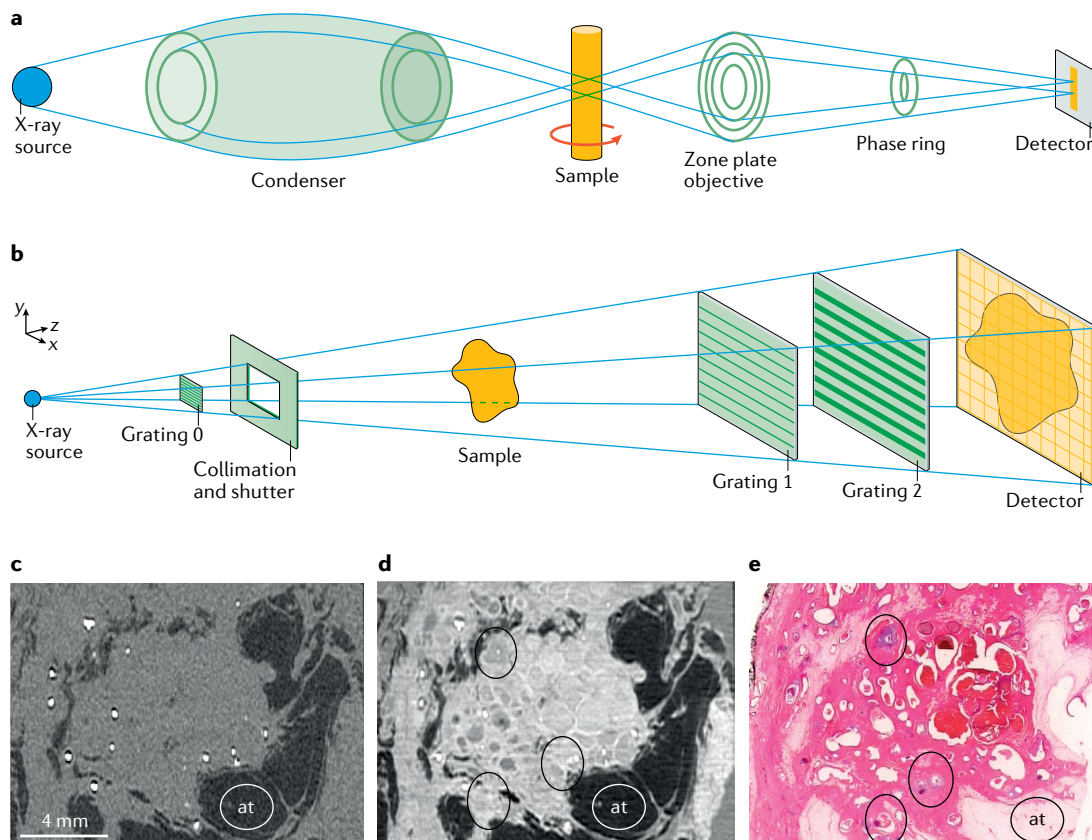 a
X-ray
source
Condenser
Sample
Zone plate
objective
Phase ring
Detector
b
y
z
x
X-ray
source
Grating 0
Collimation
and shutter
Sample
Grating 1
Grating 2
Detector
c
d
e
at
4 mm
at
at